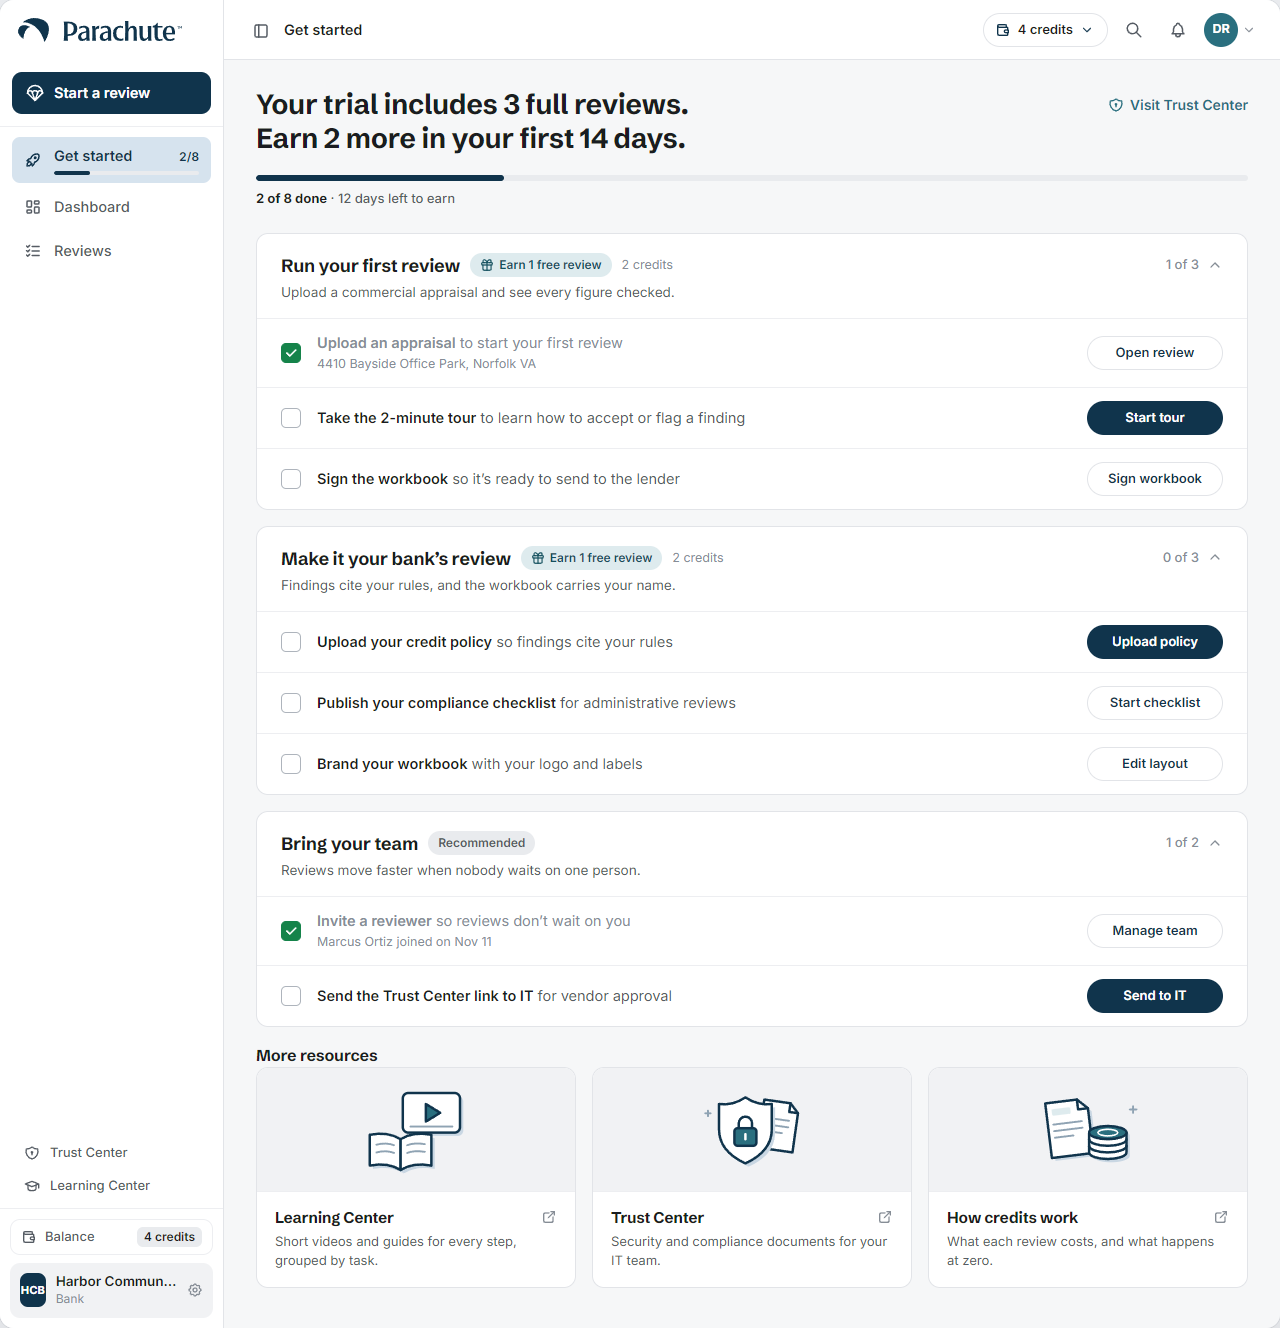 Parachute™
Start a review
Get started 2/8
Dashboard
Reviews
Trust Center
Learning Center
Balance 4 credits
HCB
Harbor Commun...
Bank
Get started
4 credits
DR
Your trial includes 3 full reviews.
Earn 2 more in your first 14 days.
Visit Trust Center
2 of 8 done · 12 days left to earn
Run your first review Earn 1 free review 2 credits 1 of 3
Upload a commercial appraisal and see every figure checked.
Upload an appraisal to start your first review
4410 Bayside Office Park, Norfolk VA
Open review
Take the 2-minute tour to learn how to accept or flag a finding Start tour
Sign the workbook so it’s ready to send to the lender Sign workbook
Make it your bank’s review Earn 1 free review 2 credits 0 of 3
Findings cite your rules, and the workbook carries your name.
Upload your credit policy so findings cite your rules Upload policy
Publish your compliance checklist for administrative reviews Start checklist
Brand your workbook with your logo and labels Edit layout
Bring your team Recommended 1 of 2
Reviews move faster when nobody waits on one person.
Invite a reviewer so reviews don’t wait on you
Marcus Ortiz joined on Nov 11
Manage team
Send the Trust Center link to IT for vendor approval Send to IT
More resources
Learning Center
Short videos and guides for every step,
grouped by task.
Trust Center
Security and compliance documents for your
IT team.
How credits work
What each review costs, and what happens
at zero.